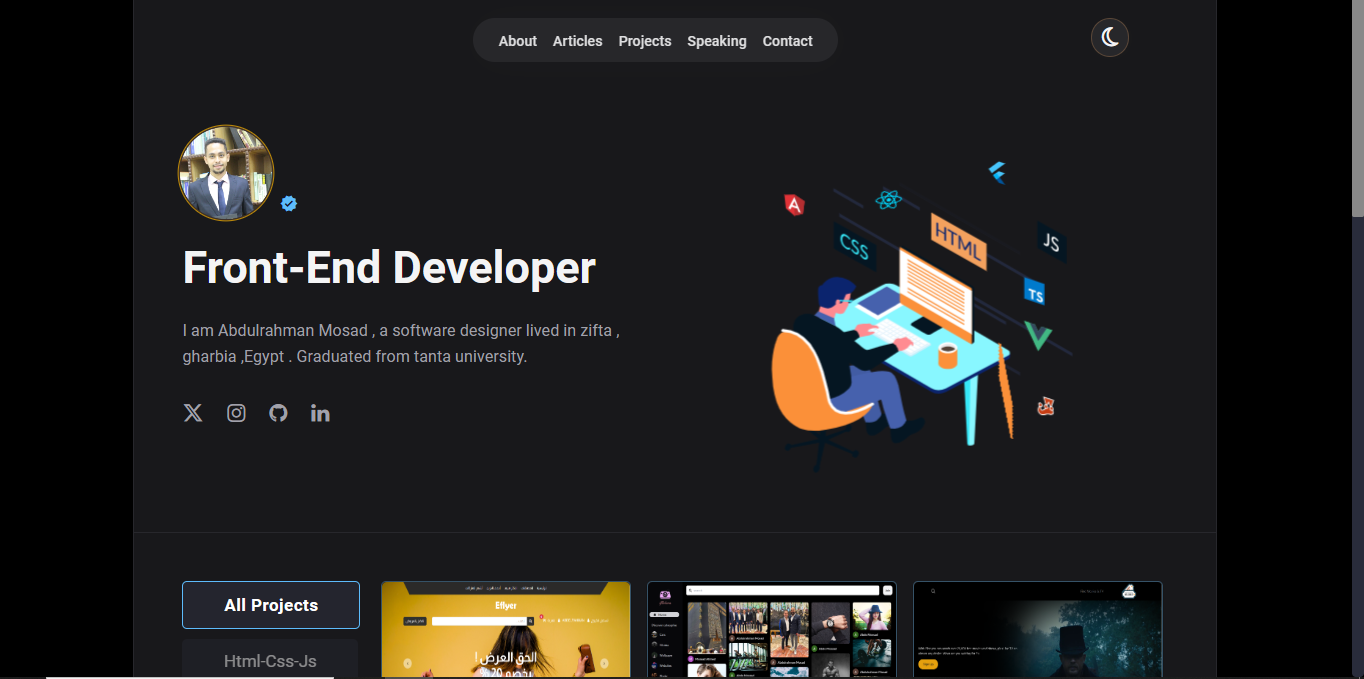 About Articles Projects Speaking Contact
Front-End Developer
I am Abdulrahman Mosad , a software designer lived in zifta ,
gharbia ,Egypt . Graduated from tanta university.
CSS
HTML
JS
TS
All Projects
Html-Css-Js
Eflyer
الحق العرض !